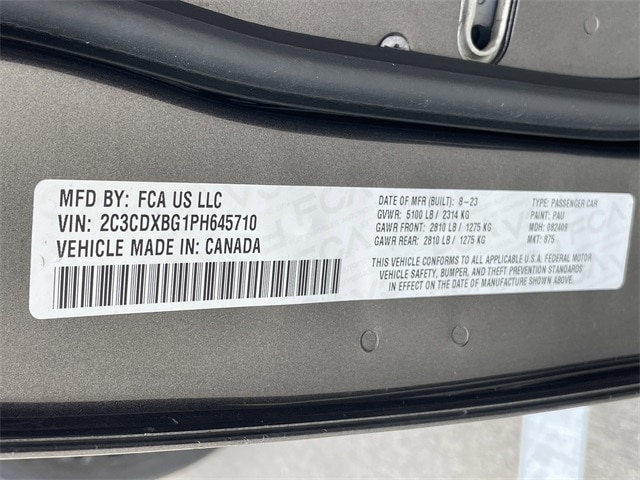 MFD BY: FCA US LLC
VIN: 2C3CDXBG1PH645710
VEHICLE MADE IN: CANADA
DATE OF MFR (BUILT): 8-23
GVWR: 5100 LB / 2314 KG
GAWR FRONT: 2810 LB / 1275 KG
GAWR REAR: 2810 LB / 1275 KG
TYPE: PASSENGER CAR
PAINT: PAU
MDH: 082409
MKT: 875
THIS VEHICLE CONFORMS TO ALL APPLICABLE U.S.A. FEDERAL MOTOR
VEHICLE SAFETY, BUMPER, AND THEFT PREVENTION STANDARDS
IN EFFECT ON THE DATE OF MANUFACTURE SHOWN ABOVE.